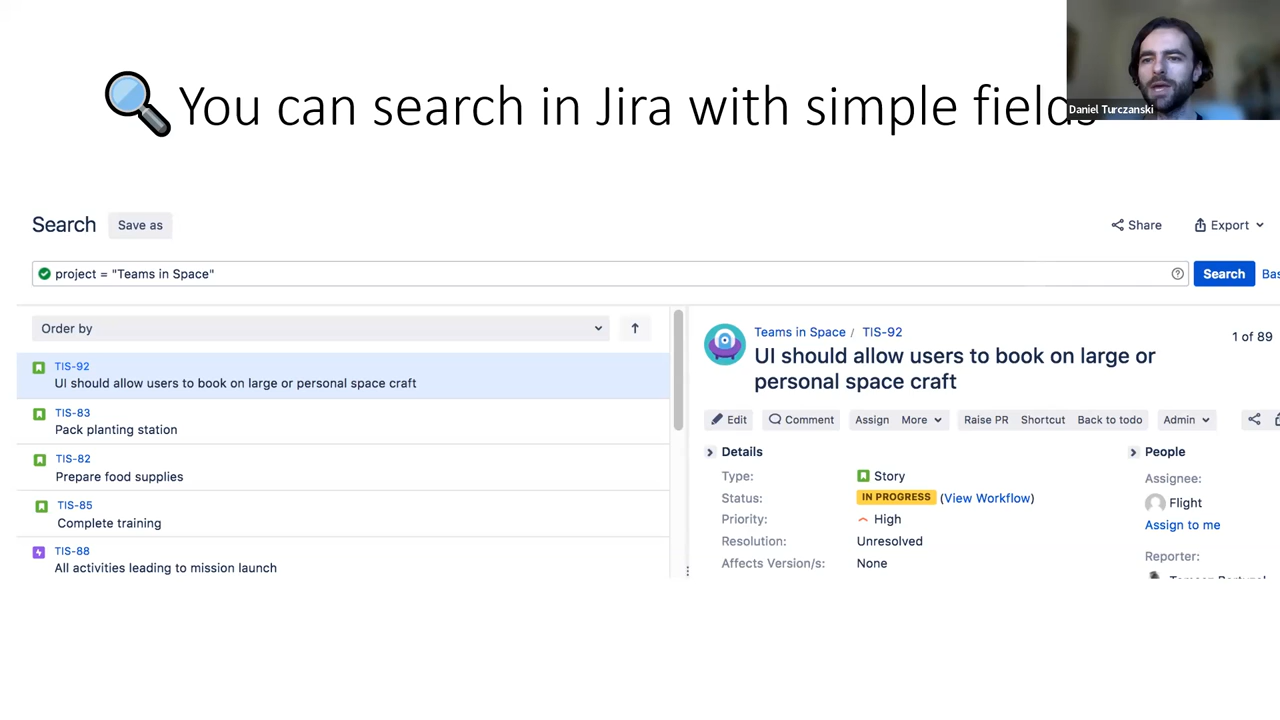 You can search in Jira with simple fields
Daniel Turczanski
Search Save as
Share Export
project = "Teams in Space"
Search
Order by
TIS-92
UI should allow users to book on large or personal space craft
TIS-83
Pack planting station
TIS-82
Prepare food supplies
TIS-85
Complete training
TIS-88
All activities leading to mission launch
Teams in Space / TIS-92
1 of 89
UI should allow users to book on large or
personal space craft
Edit Comment Assign More Raise PR Shortcut Back to todo Admin
Details
Type: Story
Status: IN PROGRESS (View Workflow)
Priority: High
Resolution: Unresolved
Affects Version/s: None
People
Assignee:
Flight
Assign to me
Reporter: